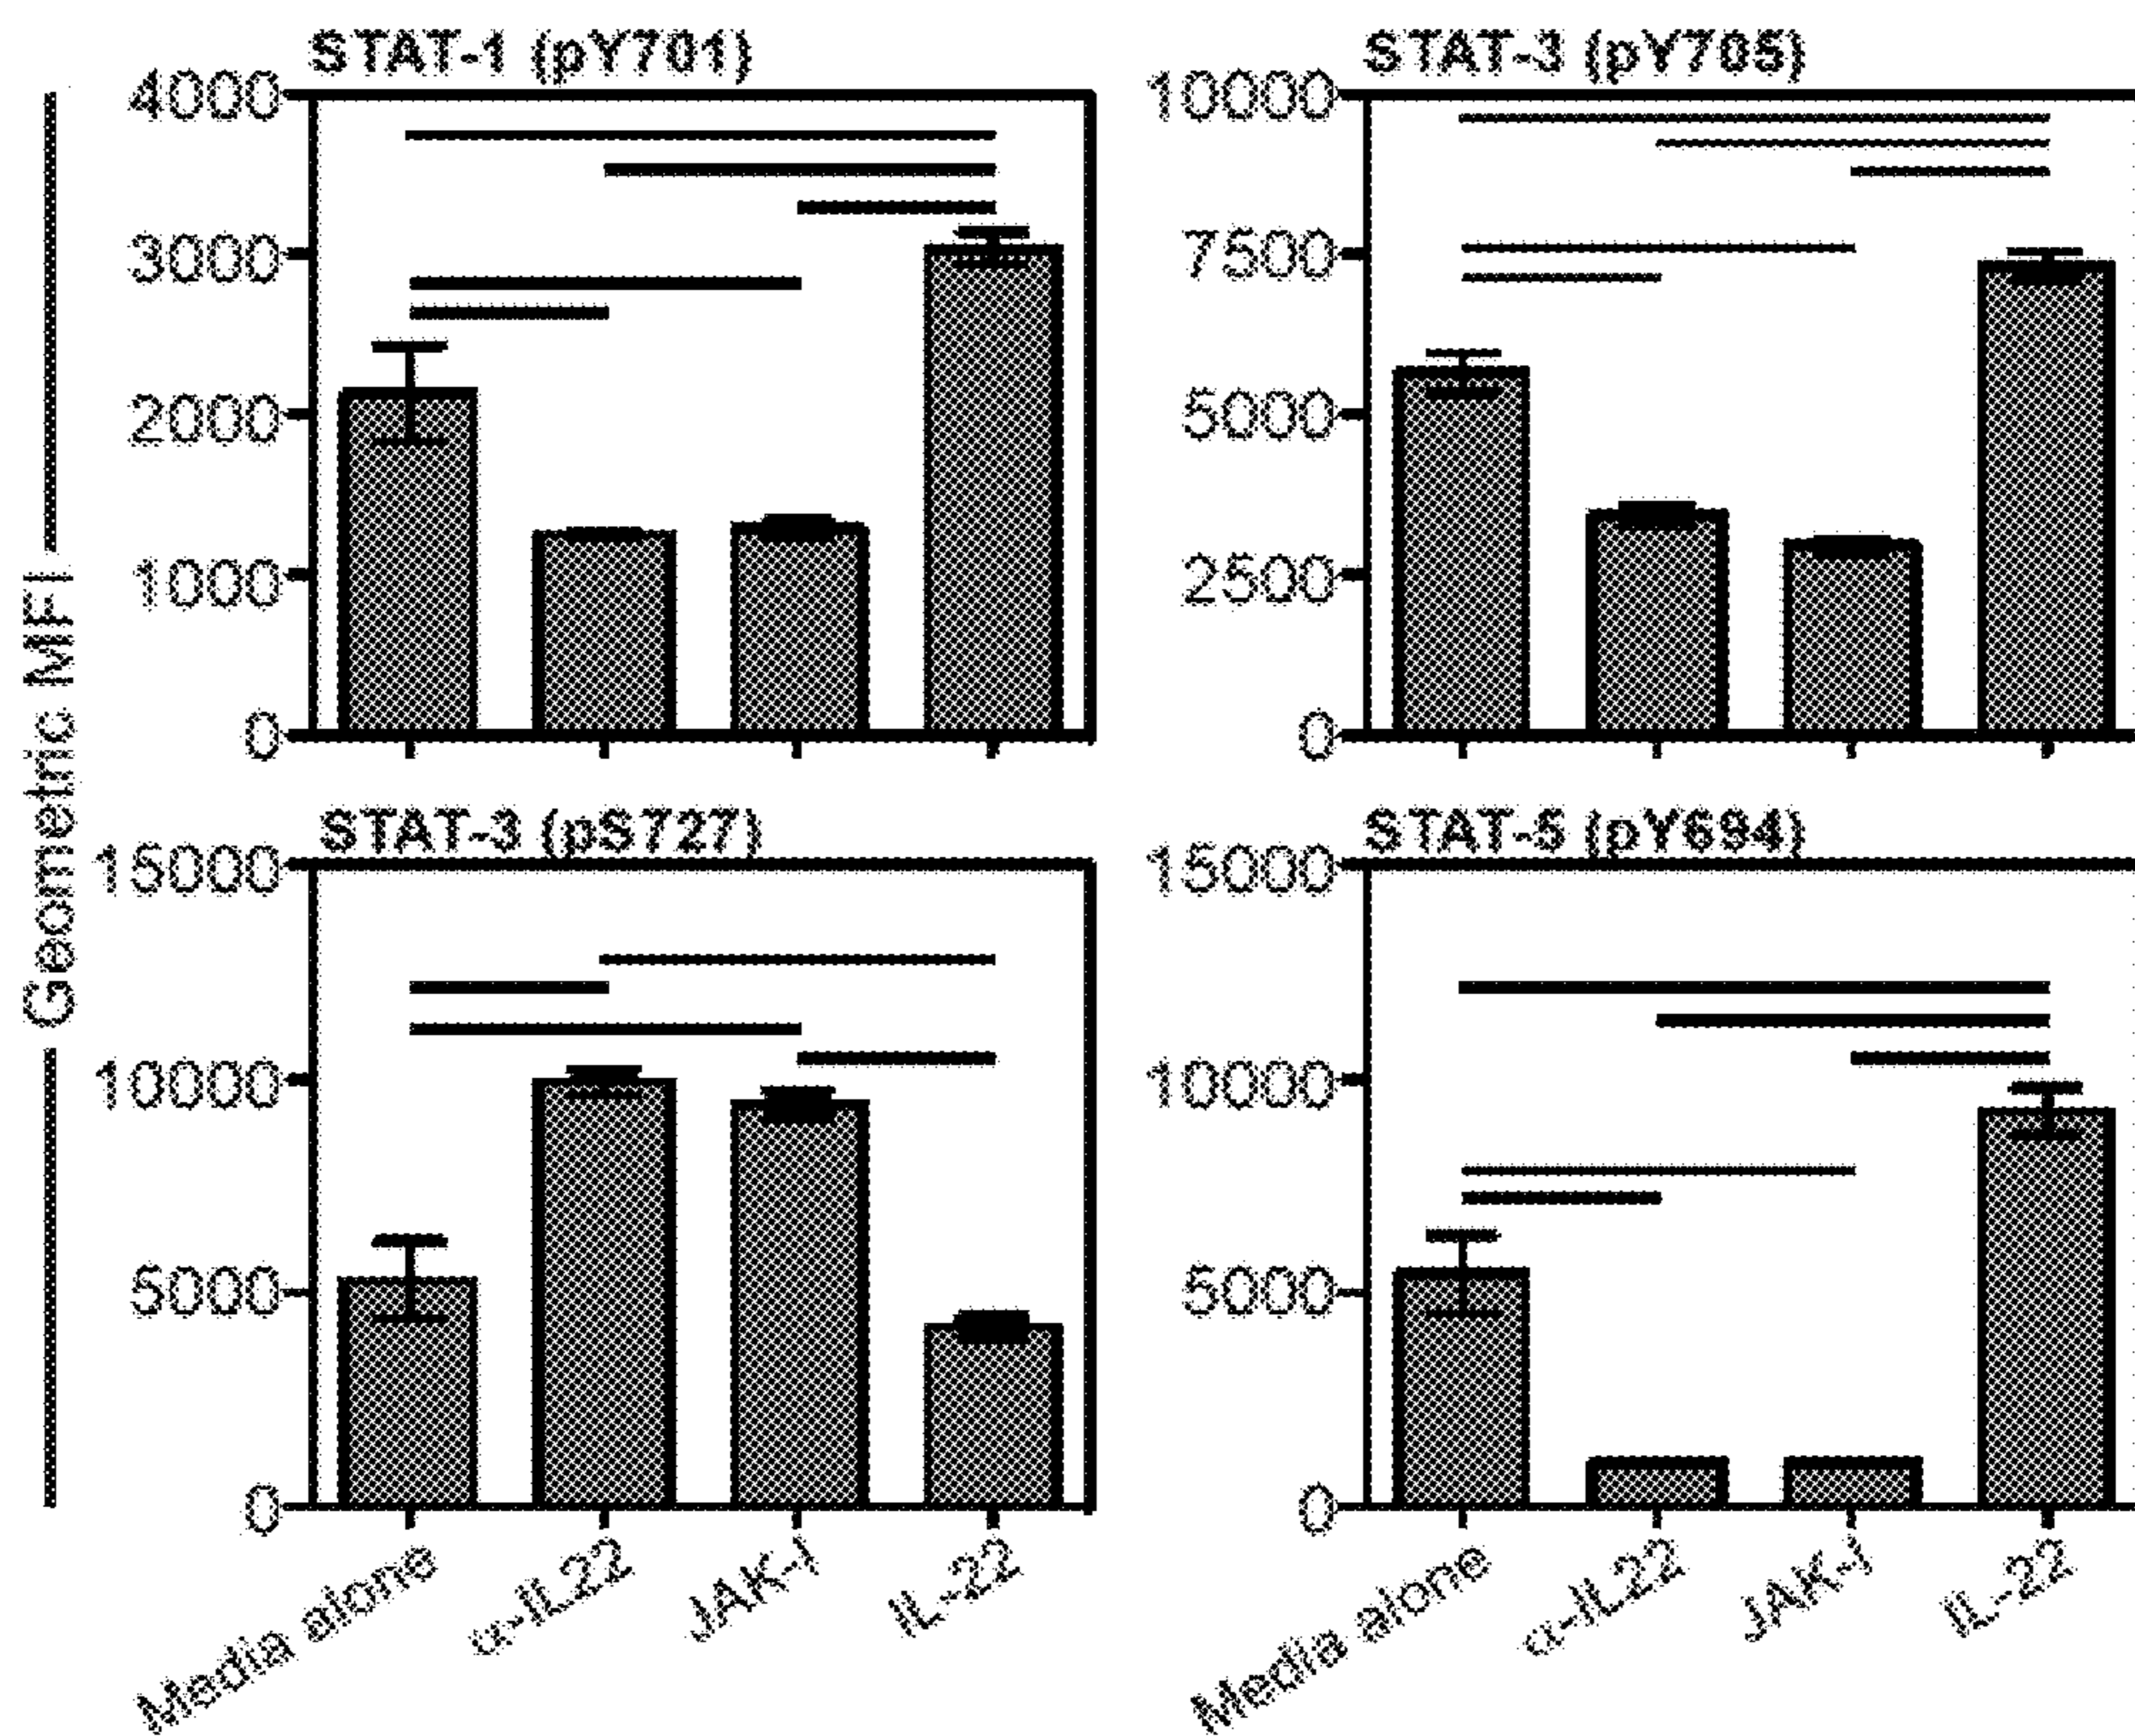 STAT-1 (pY701)
4000
3000
2000
1000
0
STAT-3 (pY705)
10000
7500
5000
2500
0
Geometric MFI
STAT-3 (pS727)
15000
10000
5000
0
Media alone
α-IL22
JAK-I
IL-22
STAT-5 (pY694)
15000
10000
5000
0
Media alone
α-IL22
JAK-I
IL-22